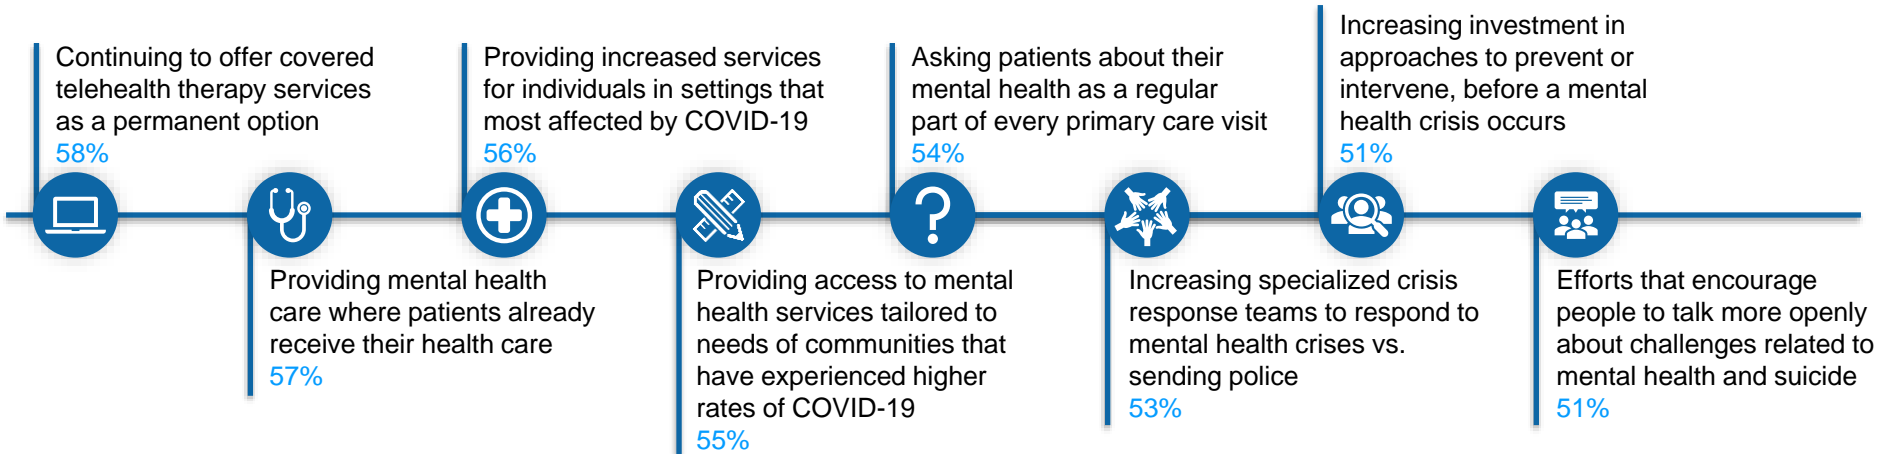 Continuing to offer covered
telehealth therapy services
as a permanent option
58%
Providing mental health
care where patients already
receive their health care
57%
Providing increased services
for individuals in settings that
most affected by COVID-19
56%
Providing access to mental
health services tailored to
needs of communities that
have experienced higher
rates of COVID-19
55%
Asking patients about their
mental health as a regular
part of every primary care visit
54%
Increasing specialized crisis
response teams to respond to
mental health crises vs.
sending police
53%
Increasing investment in
approaches to prevent or
intervene, before a mental
health crisis occurs
51%
Efforts that encourage
people to talk more openly
about challenges related to
mental health and suicide
51%